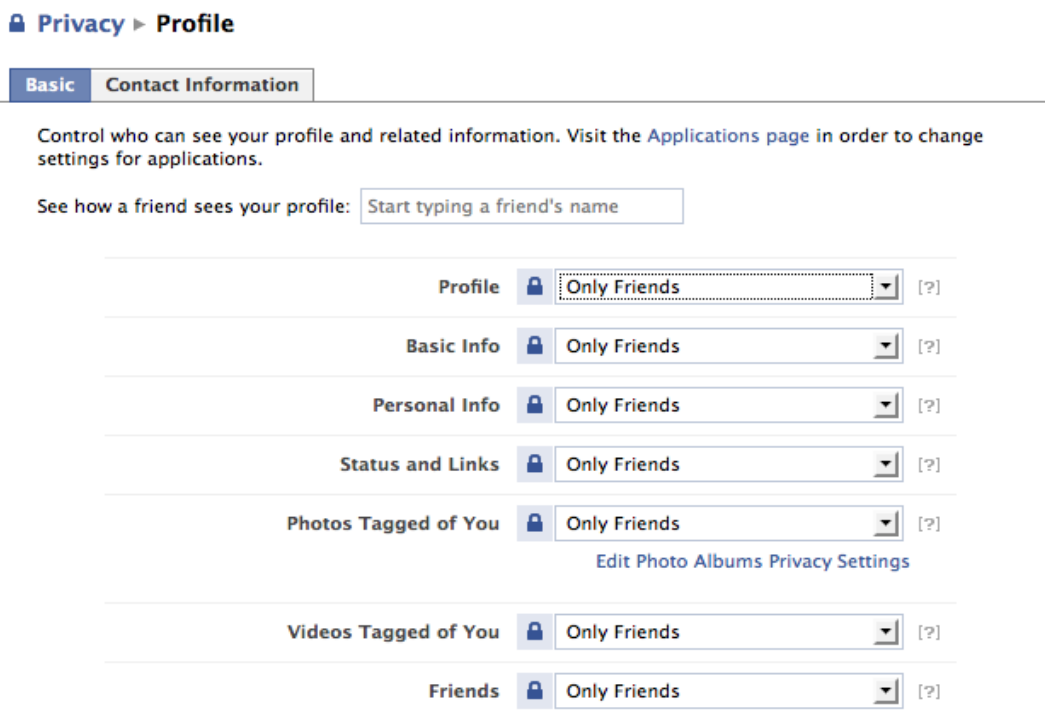 Privacy ▸ Profile
Basic Contact Information
Control who can see your profile and related information. Visit the Applications page in order to change
settings for applications.
See how a friend sees your profile: Start typing a friend's name
Profile Only Friends [?]
Basic Info Only Friends [?]
Personal Info Only Friends [?]
Status and Links Only Friends [?]
Photos Tagged of You Only Friends [?]
Edit Photo Albums Privacy Settings
Videos Tagged of You Only Friends [?]
Friends Only Friends [?]